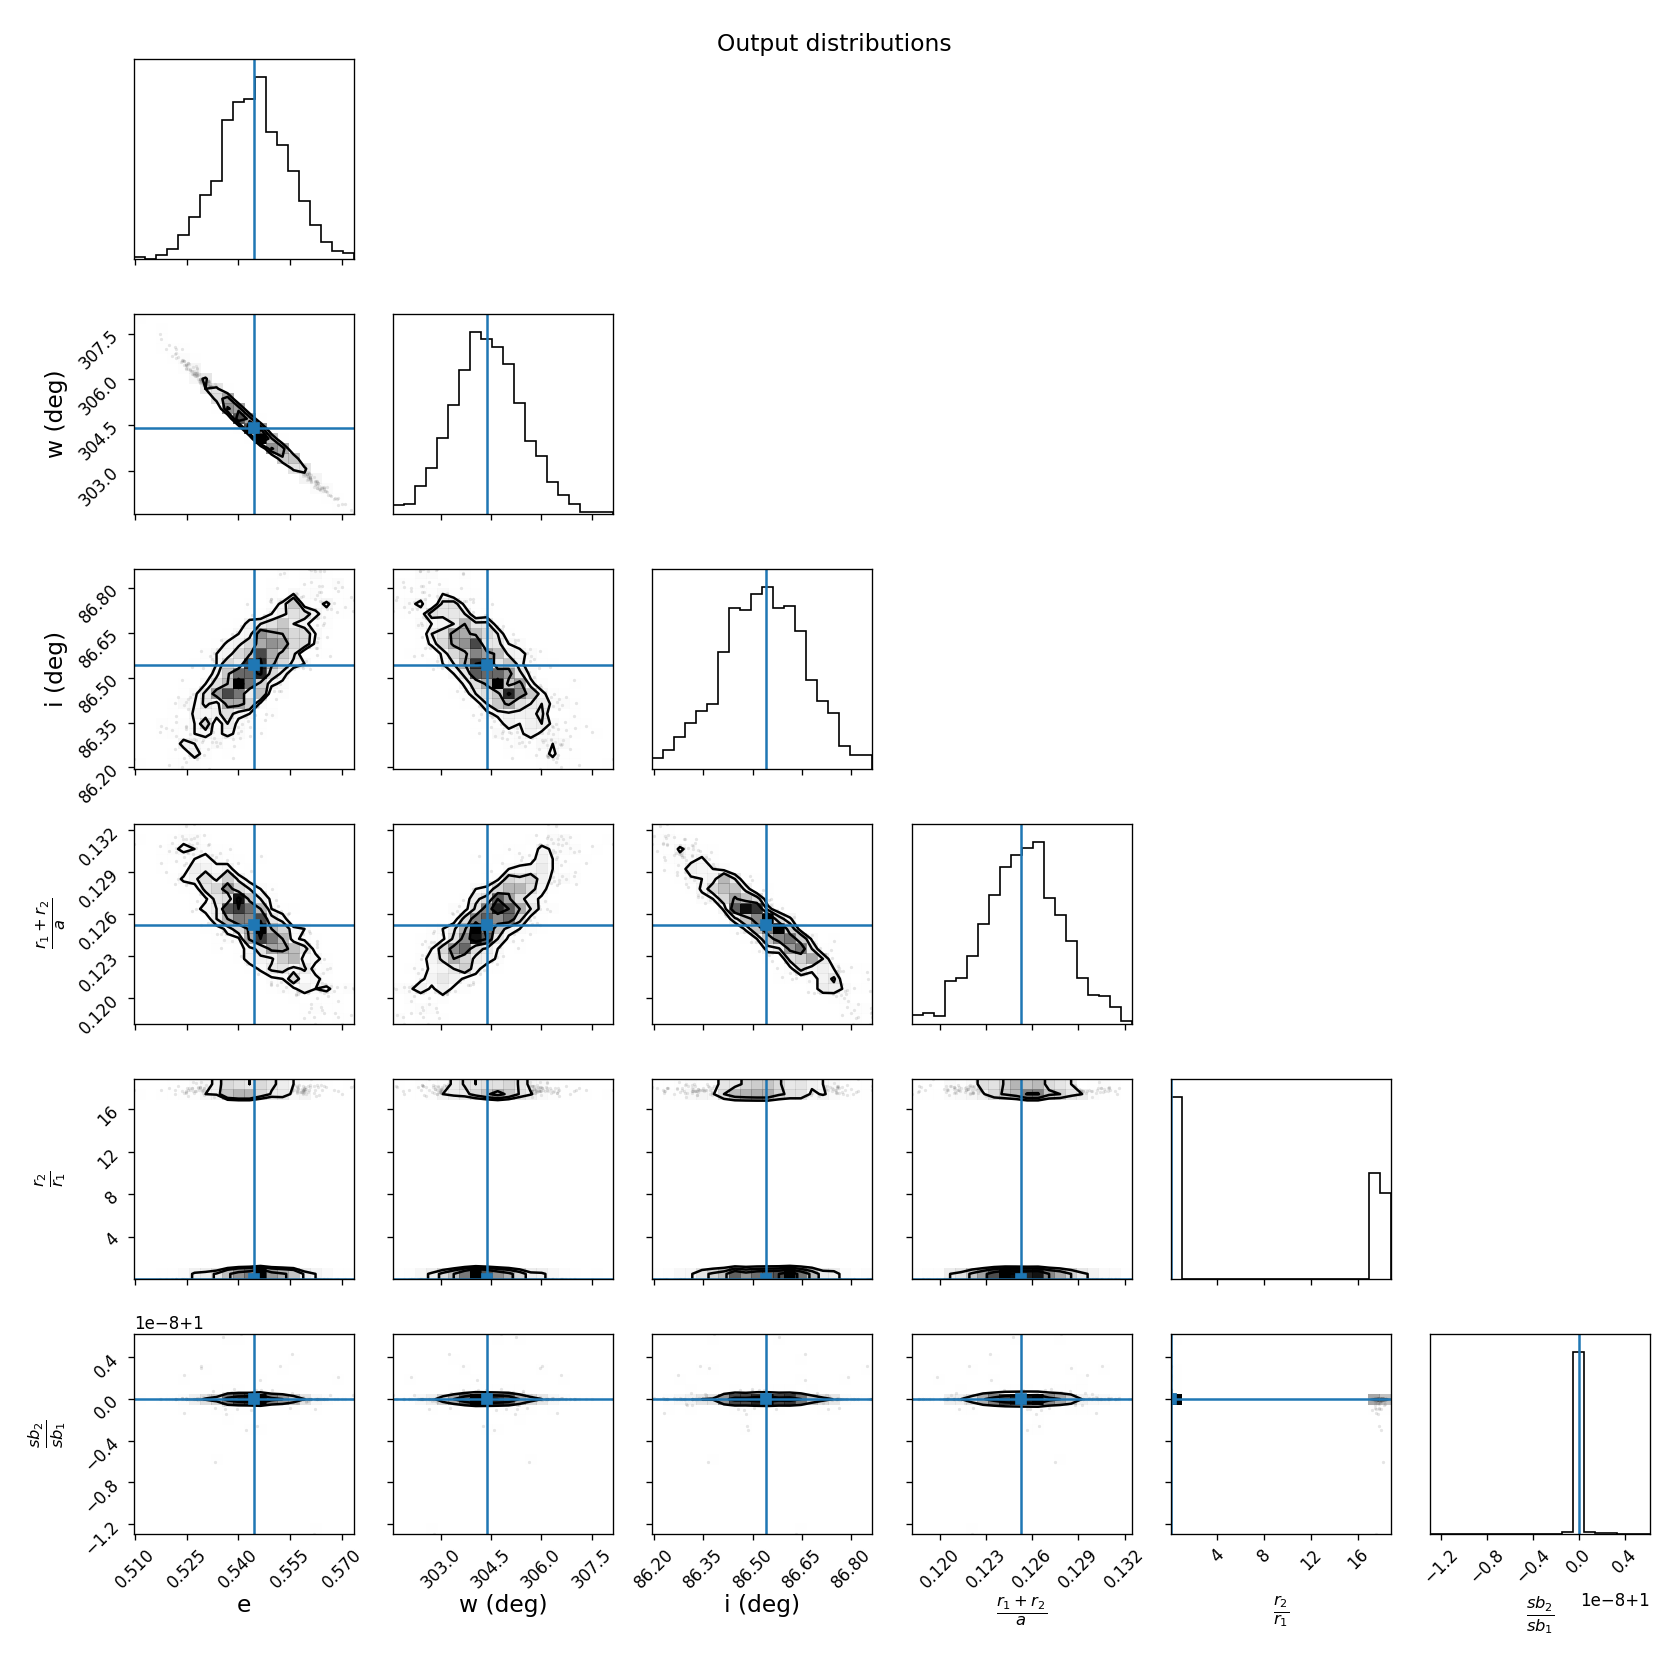 Output distributions
w (deg)
307.5
306.0
304.5
303.0
i (deg)
86.80
86.65
86.50
86.35
86.20
r₁ + r₂
a
0.132
0.129
0.126
0.123
0.120
r₂
r₁
16
12
8
4
1e−8+1
sb₂
sb₁
0.4
0.0
−0.4
−0.8
−1.2
0.510 0.525 0.540 0.555 0.570 303.0 304.5 306.0 307.5 86.20 86.35 86.50 86.65 86.80 0.120 0.123 0.126 0.129 0.132 4 8 12 16 −1.2 −0.8 −0.4 0.0 0.4
e w (deg) i (deg)
r₁ + r₂
a
r₂
r₁
sb₂
sb₁
1e−8+1